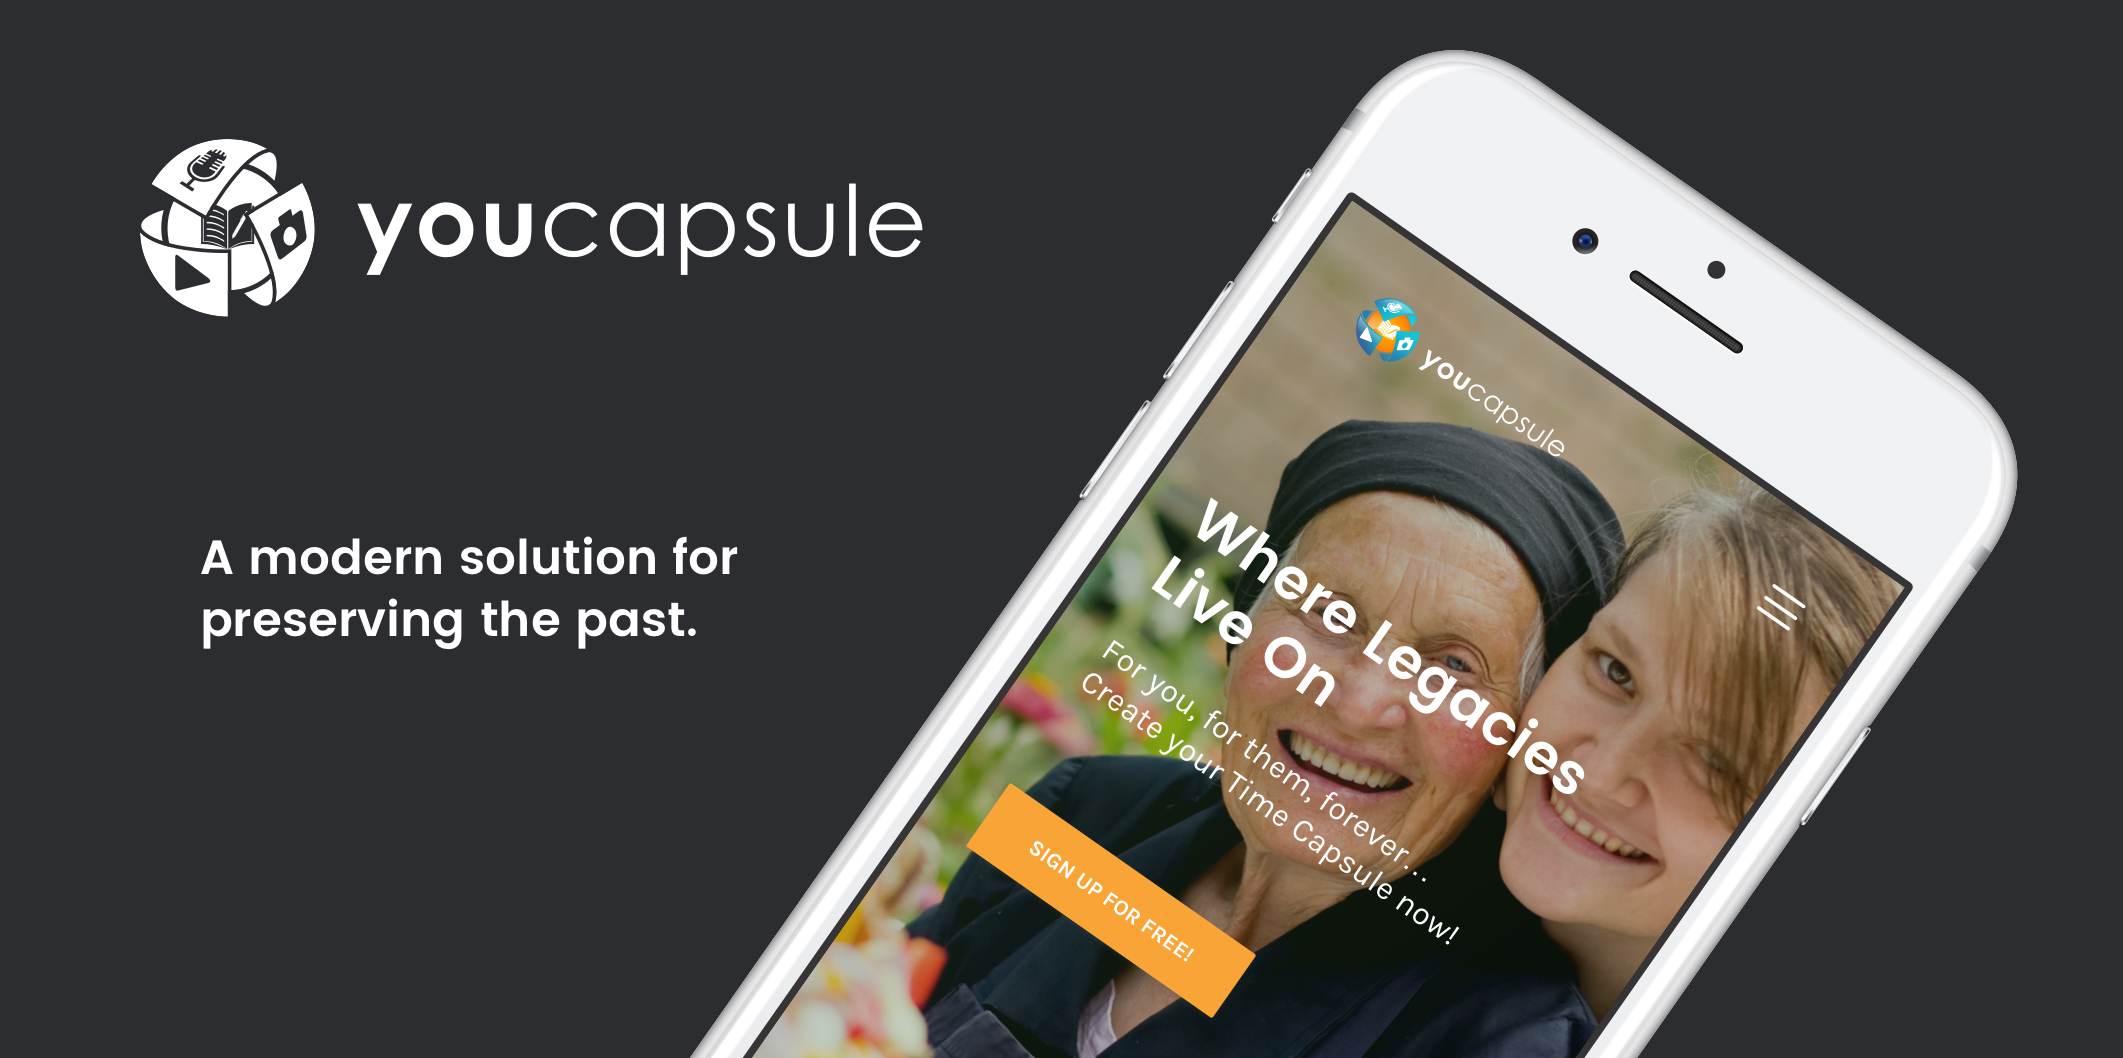 youcapsule
A modern solution for
preserving the past.
youcapsule
Where Legacies
Live On
For you, for them, forever...
Create your Time Capsule now!
SIGN UP FOR FREE!